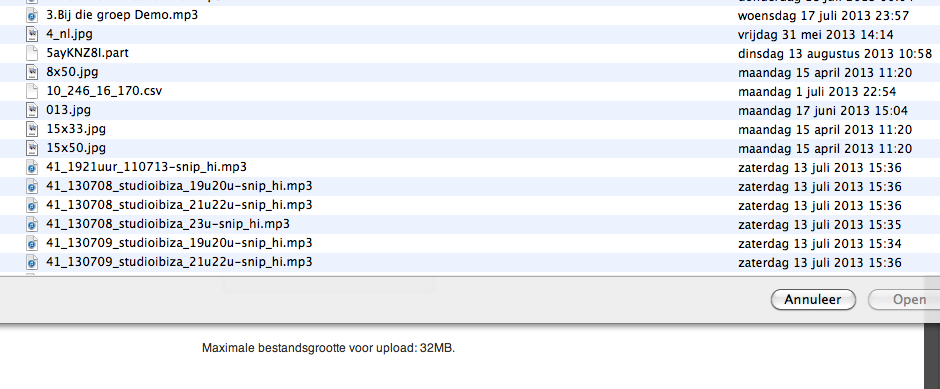 3.Bij die groep Demo.mp3 woensdag 17 juli 2013 23:57
4_nl.jpg vrijdag 31 mei 2013 14:14
5ayKNZ8I.part dinsdag 13 augustus 2013 10:58
8x50.jpg maandag 15 april 2013 11:20
10_246_16_170.csv maandag 1 juli 2013 22:54
013.jpg maandag 17 juni 2013 15:04
15x33.jpg maandag 15 april 2013 11:20
15x50.jpg maandag 15 april 2013 11:20
41_1921uur_110713-snip_hi.mp3 zaterdag 13 juli 2013 15:36
41_130708_studioibiza_19u20u-snip_hi.mp3 zaterdag 13 juli 2013 15:36
41_130708_studioibiza_21u22u-snip_hi.mp3 zaterdag 13 juli 2013 15:36
41_130708_studioibiza_23u-snip_hi.mp3 zaterdag 13 juli 2013 15:35
41_130709_studioibiza_19u20u-snip_hi.mp3 zaterdag 13 juli 2013 15:34
41_130709_studioibiza_21u22u-snip_hi.mp3 zaterdag 13 juli 2013 15:36
Annuleer Open
Maximale bestandsgrootte voor upload: 32MB.